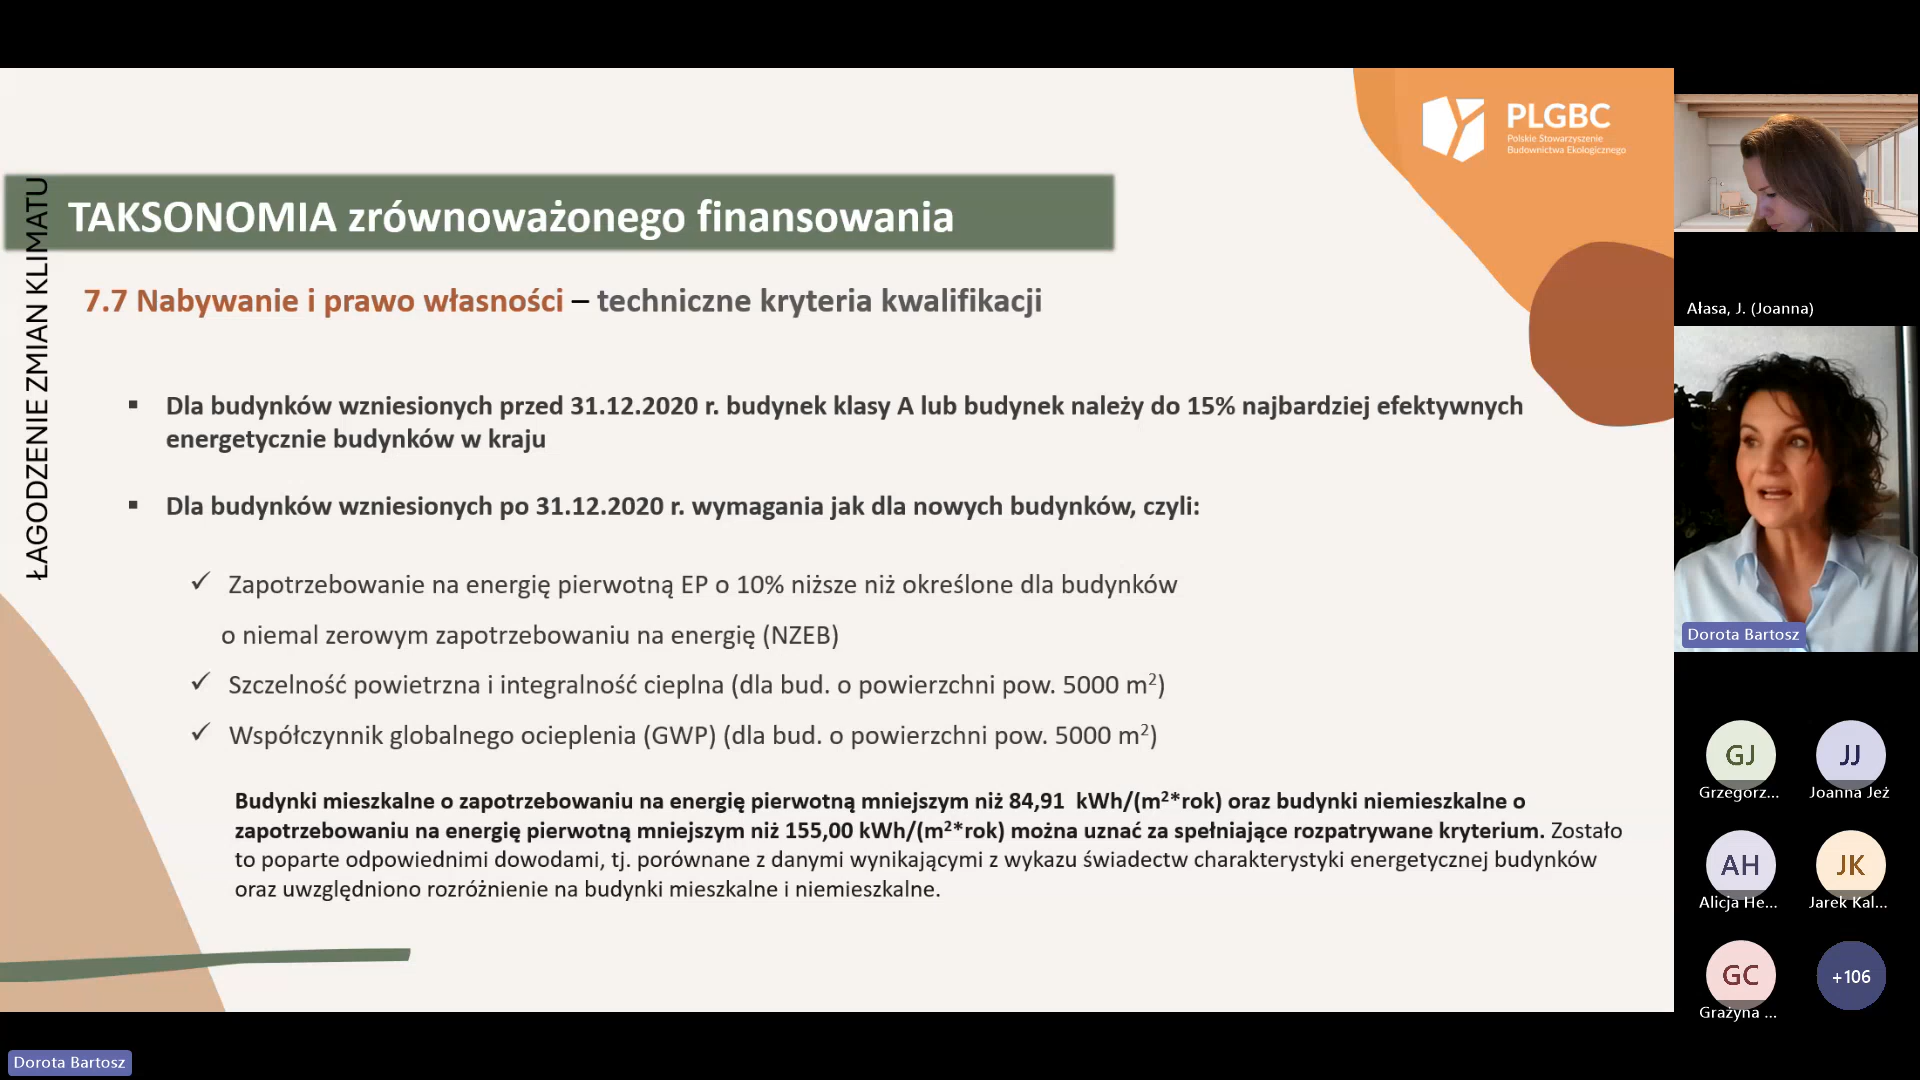 PLGBC
Polskie Stowarzyszenie
Budownictwa Ekologicznego
ŁAGODZENIE ZMIAN KLIMATU
TAKSONOMIA zrównoważonego finansowania
7.7 Nabywanie i prawo własności – techniczne kryteria kwalifikacji
▪ Dla budynków wzniesionych przed 31.12.2020 r. budynek klasy A lub budynek należy do 15% najbardziej efektywnych
energetycznie budynków w kraju
▪ Dla budynków wzniesionych po 31.12.2020 r. wymagania jak dla nowych budynków, czyli:
✓ Zapotrzebowanie na energię pierwotną EP o 10% niższe niż określone dla budynków
o niemal zerowym zapotrzebowaniu na energię (NZEB)
✓ Szczelność powietrzna i integralność cieplna (dla bud. o powierzchni pow. 5000 m²)
✓ Współczynnik globalnego ocieplenia (GWP) (dla bud. o powierzchni pow. 5000 m²)
Budynki mieszkalne o zapotrzebowaniu na energię pierwotną mniejszym niż 84,91 kWh/(m²*rok) oraz budynki niemieszkalne o
zapotrzebowaniu na energię pierwotną mniejszym niż 155,00 kWh/(m²*rok) można uznać za spełniające rozpatrywane kryterium. Zostało
to poparte odpowiednimi dowodami, tj. porównane z danymi wynikającymi z wykazu świadectw charakterystyki energetycznej budynków
oraz uwzględniono rozróżnienie na budynki mieszkalne i niemieszkalne.
Dorota Bartosz
Ałasa, J. (Joanna)
Dorota Bartosz
GJ
Grzegorz...
JJ
Joanna Jeż
AH
Alicja He...
JK
Jarek Kal...
GC
Grażyna ...
+106